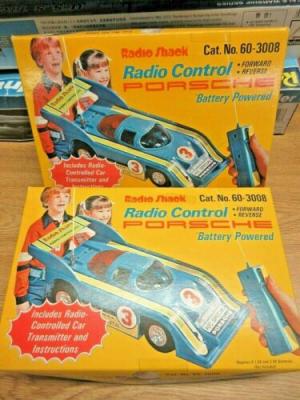 Radio Shack Cat. No. 60-3008
Radio Control • FORWARD • REVERSE
PORSCHE
Battery Powered
3
Includes Radio-
Controlled Car
Transmitter and
Radio Shack Cat. No. 60-3008
Radio Control • FORWARD • REVERSE
PORSCHE
Battery Powered
3
3
Includes Radio-
Controlled Car
Transmitter and
Instructions